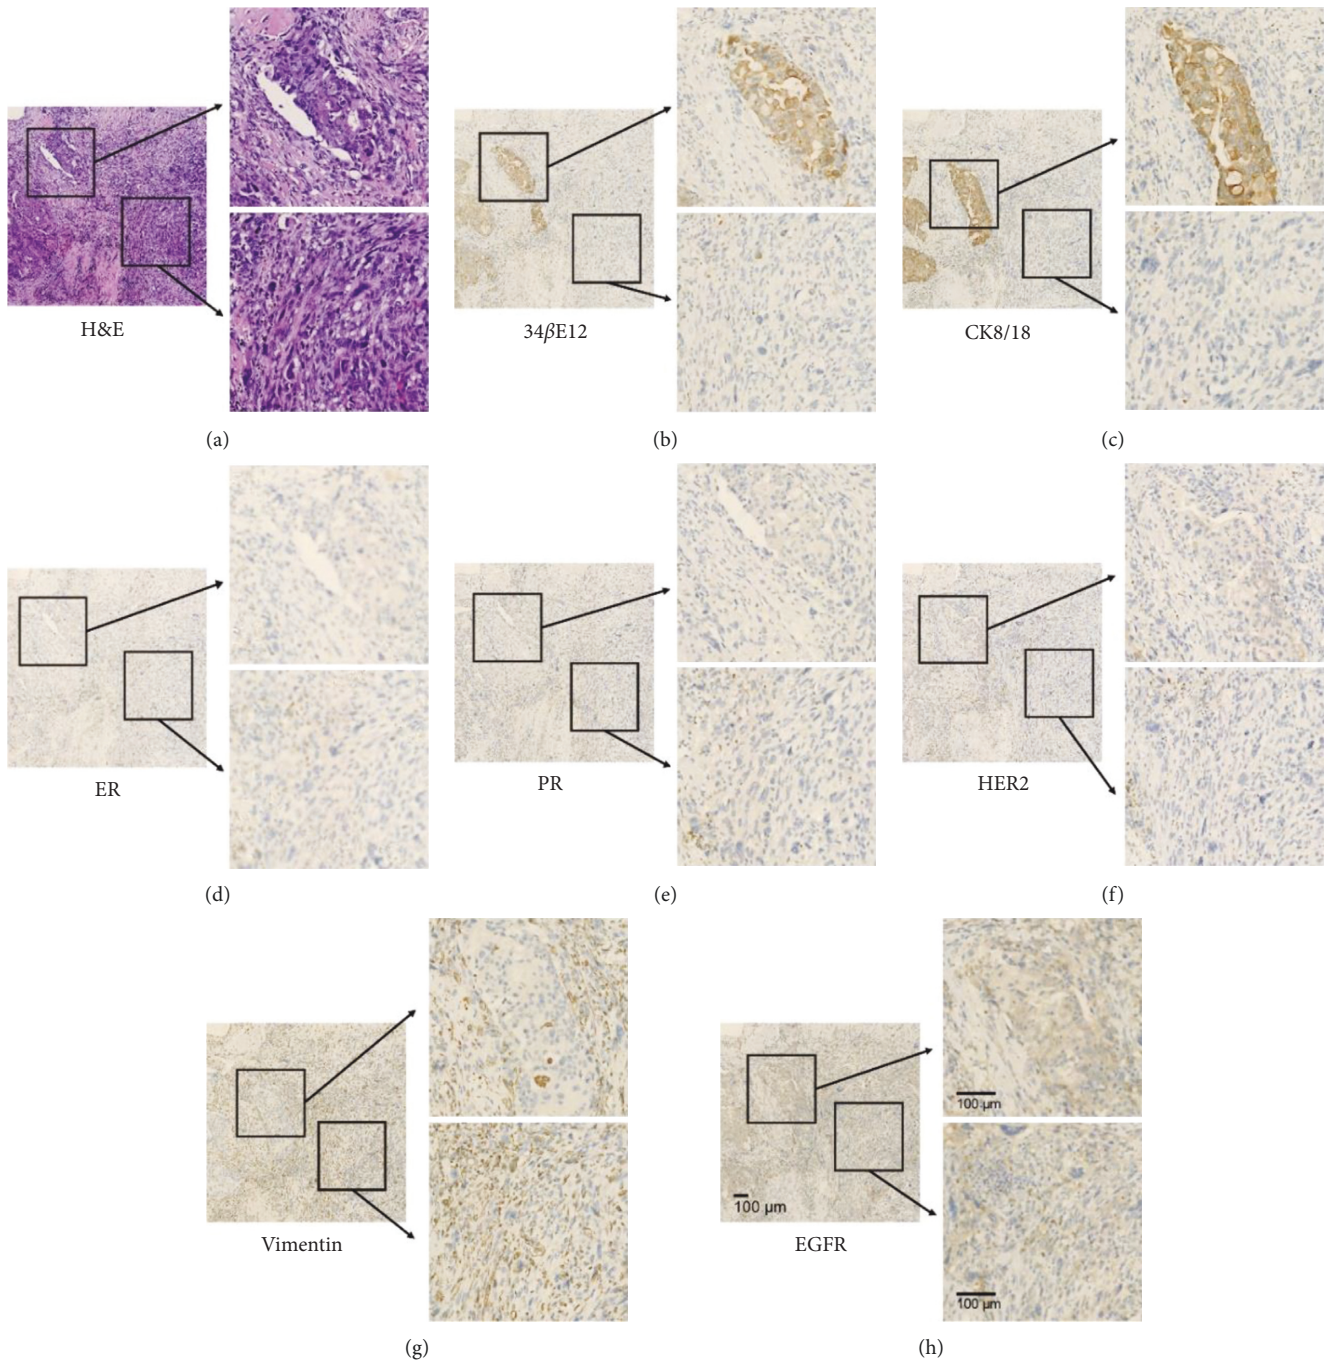 H&E
34βE12
CK8/18
(a)
(b)
(c)
ER
PR
HER2
(d)
(e)
(f)
Vimentin
100 μm
100 μm
100 μm
EGFR
(g)
(h)